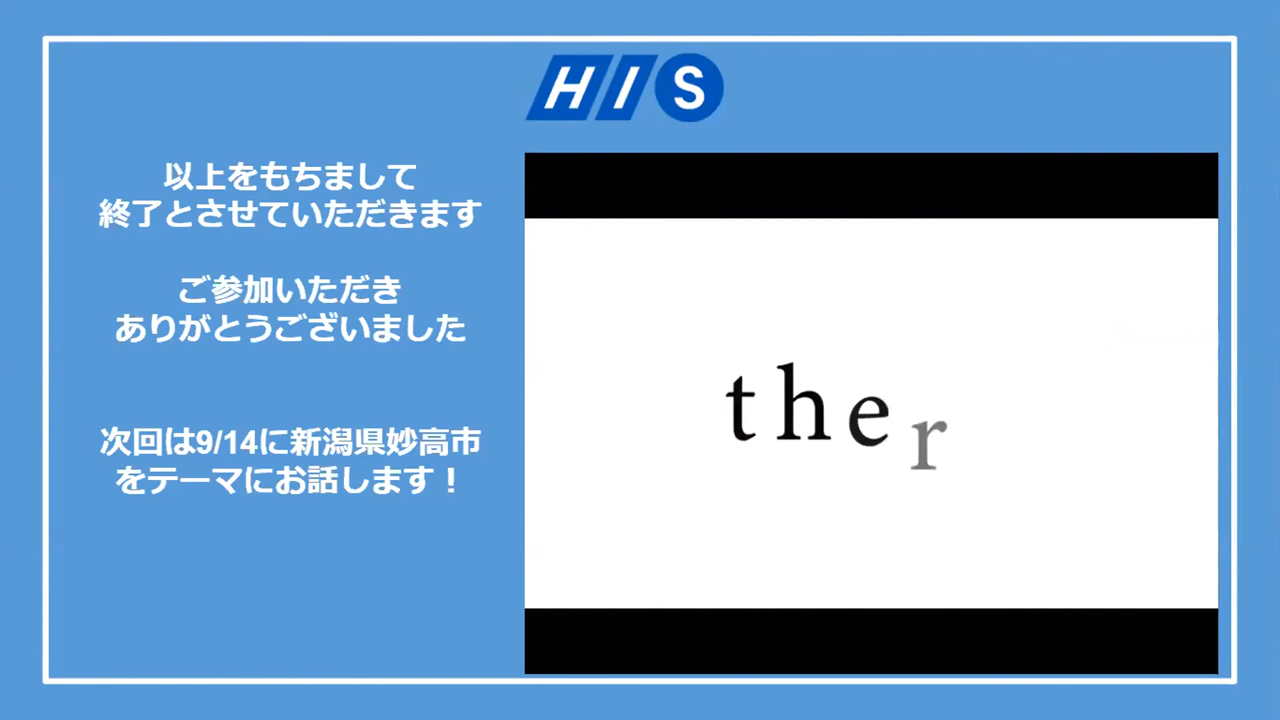 HIS
以上をもちまして
終了とさせていただきます
ご参加いただき
ありがとうございました
次回は9/14に新潟県妙高市
をテーマにお話します！
ther